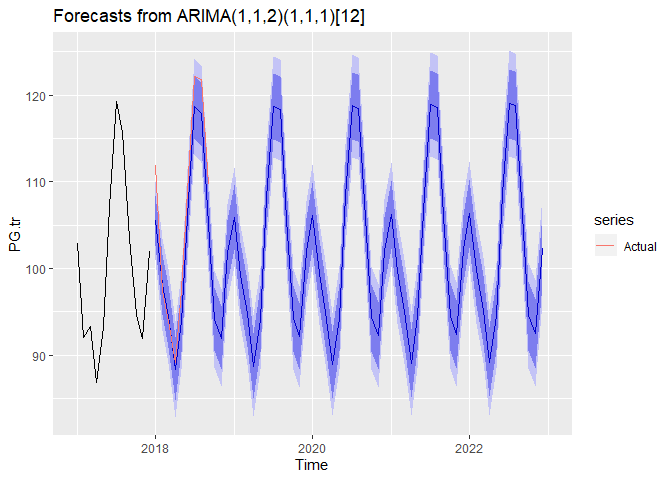 Forecasts from ARIMA(1,1,2)(1,1,1)[12]
120
110
100
90
PG.tr
2018
2020
2022
Time
series
Actual